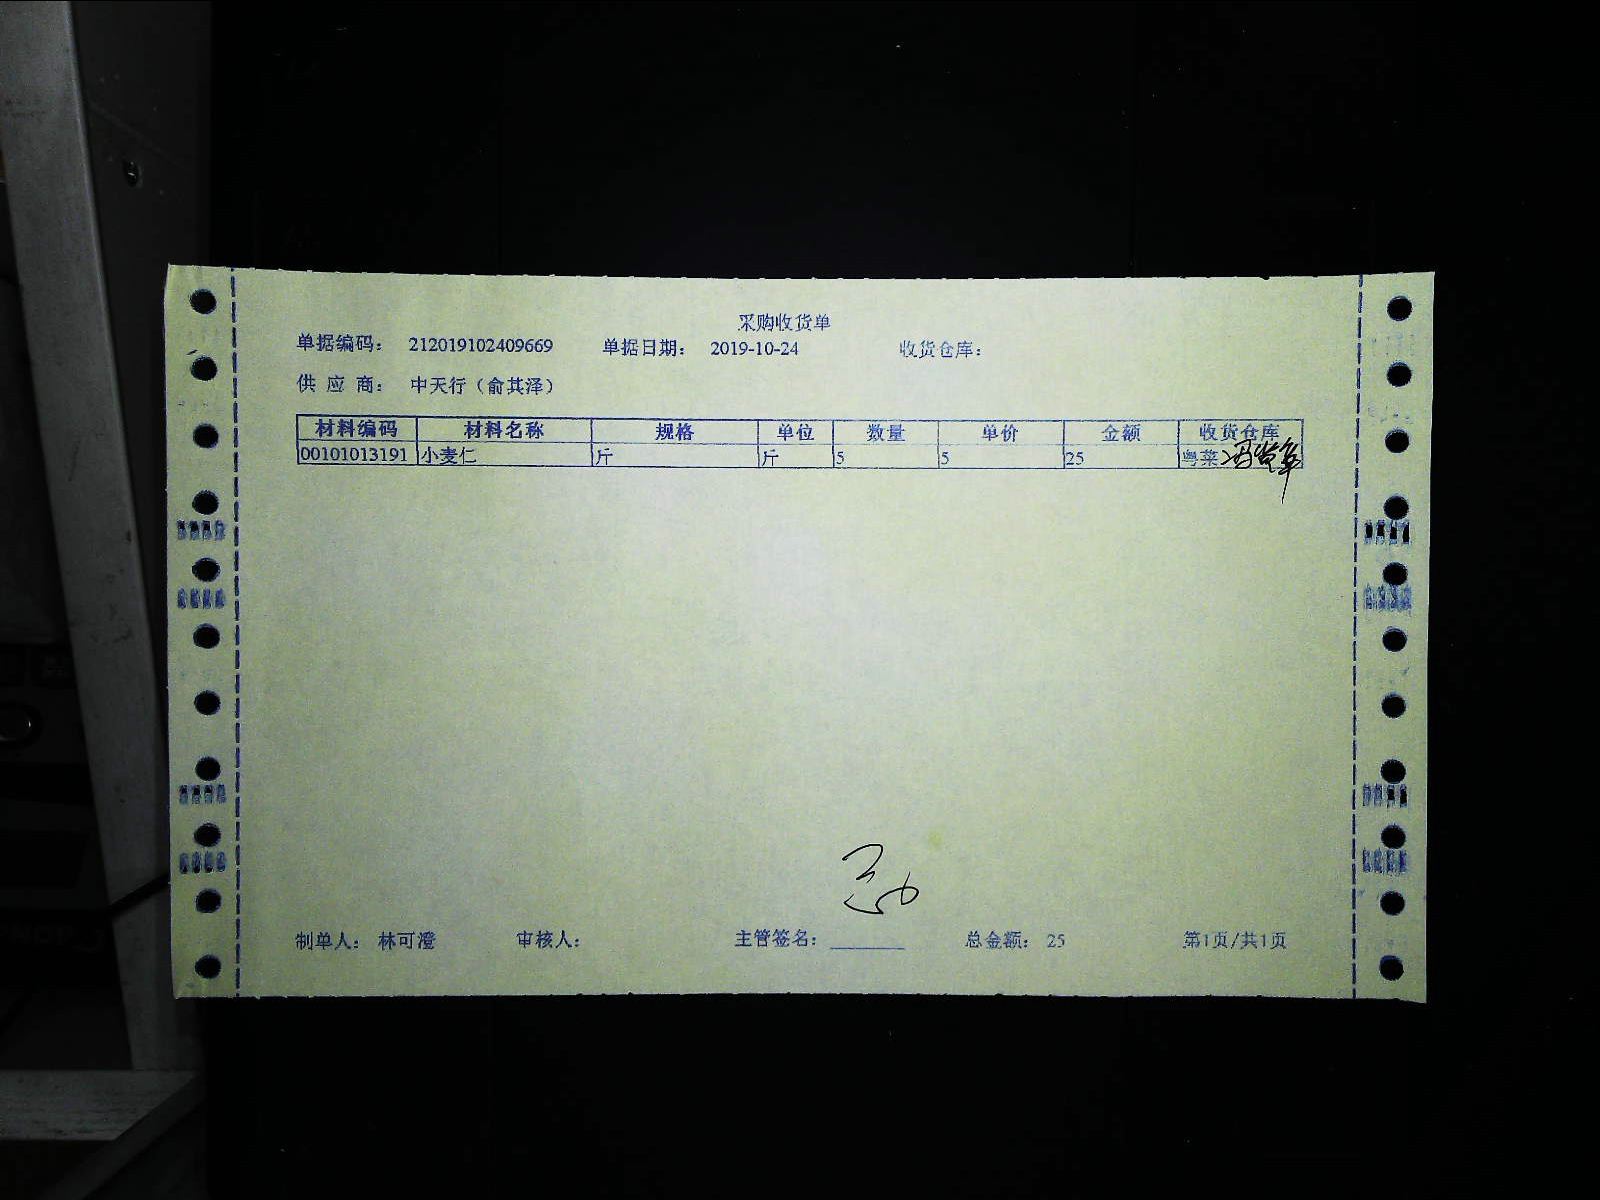 采购收货单
单据编码： 212019102409669 单据日期： 2019-10-24 收货仓库：
供 应 商： 中天行（俞其泽）
材料编码 材料名称 规格 单位 数量 单价 金额 收货仓库
00101013191 小麦仁 斤 斤 5 5 25 粤菜
制单人： 林可澄 审核人： 主管签名： 总金额： 25 第1页/共1页